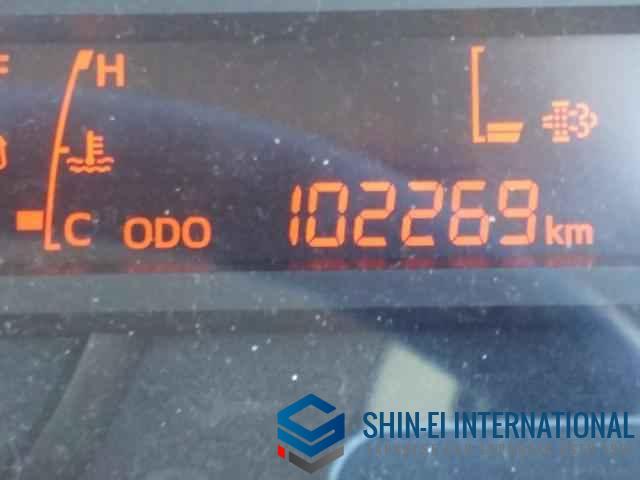 F
H
C ODO 102269 km
SHIN-EI INTERNATIONAL